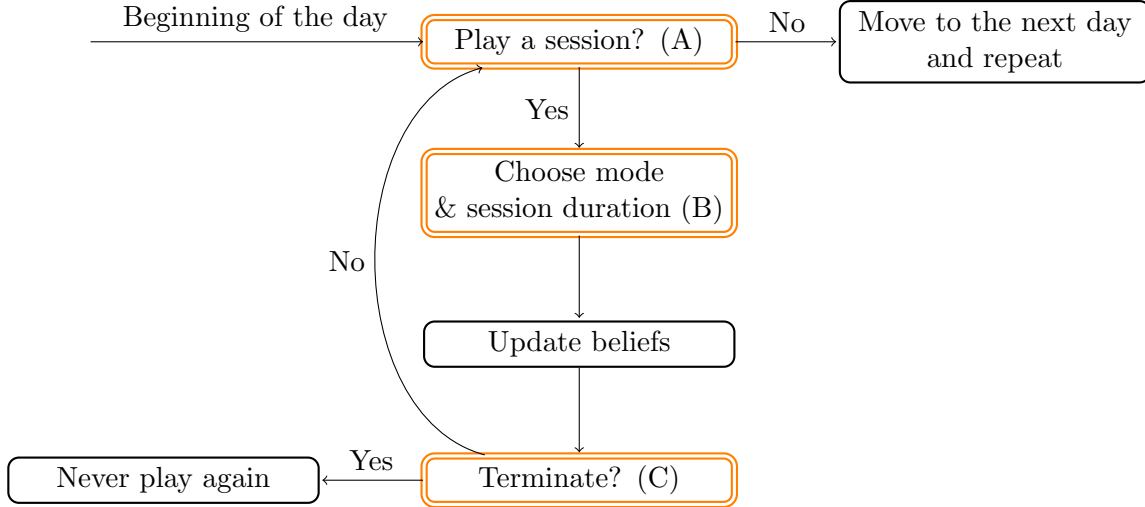 Beginning of the day
Play a session? (A)
No
Move to the next day
and repeat
Yes
Choose mode
& session duration (B)
No
Update beliefs
Never play again
Yes
Terminate? (C)